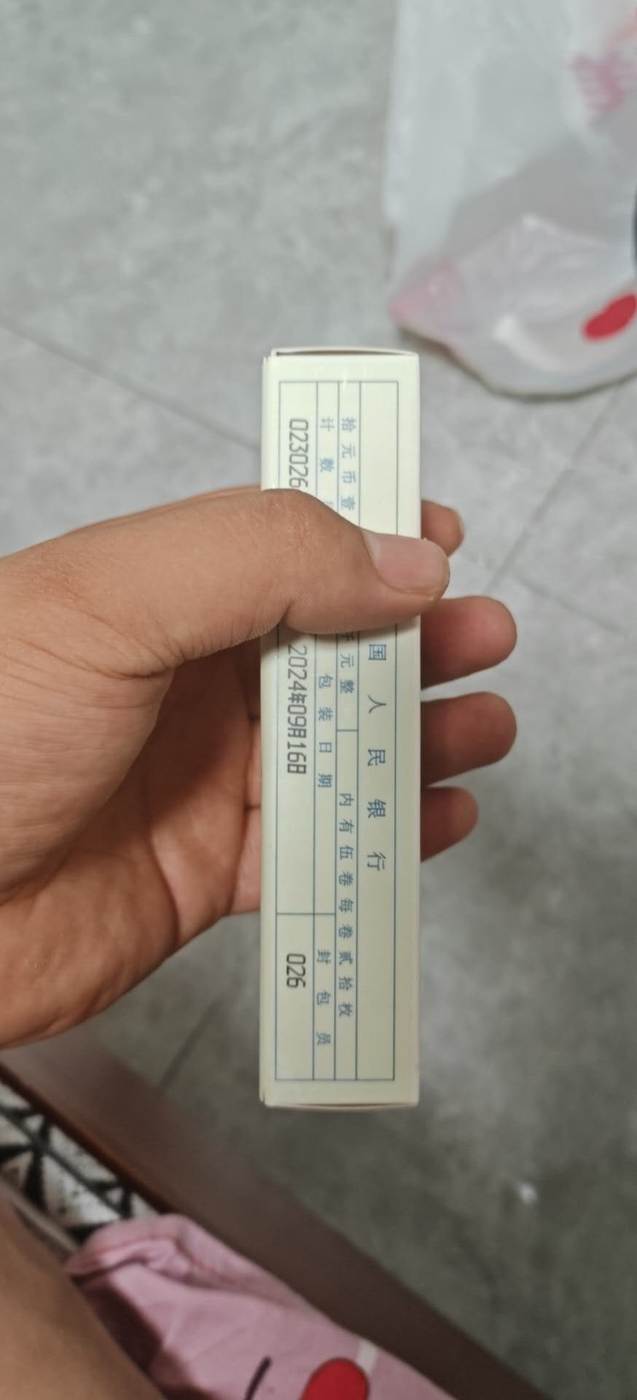 国人民银行
拾元币壹
元整
内有伍卷每卷贰拾枚
计数
包装日期
封包员
023026
2024年09月16日
026